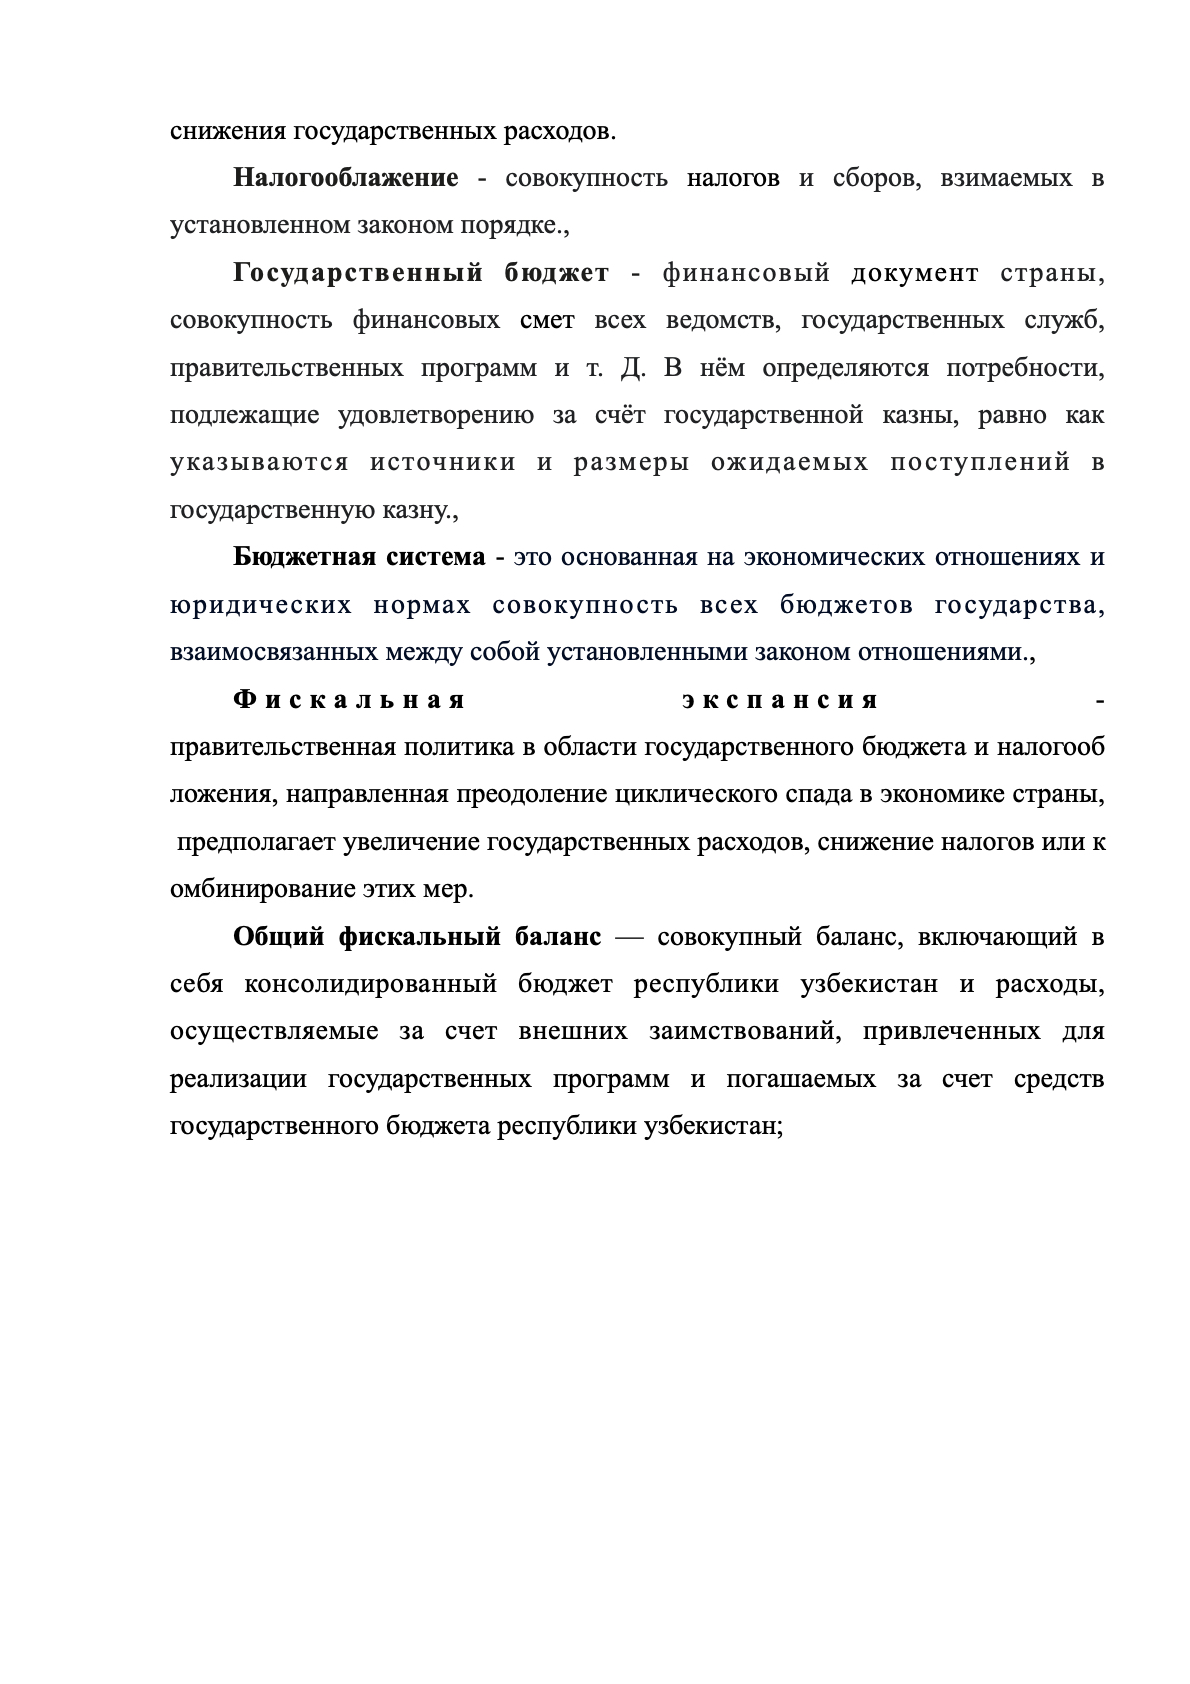 снижения государственных расходов.
Налогооблажение - совокупность налогов и сборов, взимаемых в
установленном законом порядке.,
Государственный бюджет - финансовый документ страны,
совокупность финансовых смет всех ведомств, государственных служб,
правительственных программ и т. Д. В нём определяются потребности,
подлежащие удовлетворению за счёт государственной казны, равно как
указываются источники и размеры ожидаемых поступлений в
государственную казну.,
Бюджетная система - это основанная на экономических отношениях и
юридических нормах совокупность всех бюджетов государства,
взаимосвязанных между собой установленными законом отношениями.,
Фискальная экспансия -
правительственная политика в области государственного бюджета и налогооб
ложения, направленная преодоление циклического спада в экономике страны,
предполагает увеличение государственных расходов, снижение налогов или к
омбинирование этих мер.
Общий фискальный баланс — совокупный баланс, включающий в
себя консолидированный бюджет республики узбекистан и расходы,
осуществляемые за счет внешних заимствований, привлеченных для
реализации государственных программ и погашаемых за счет средств
государственного бюджета республики узбекистан;